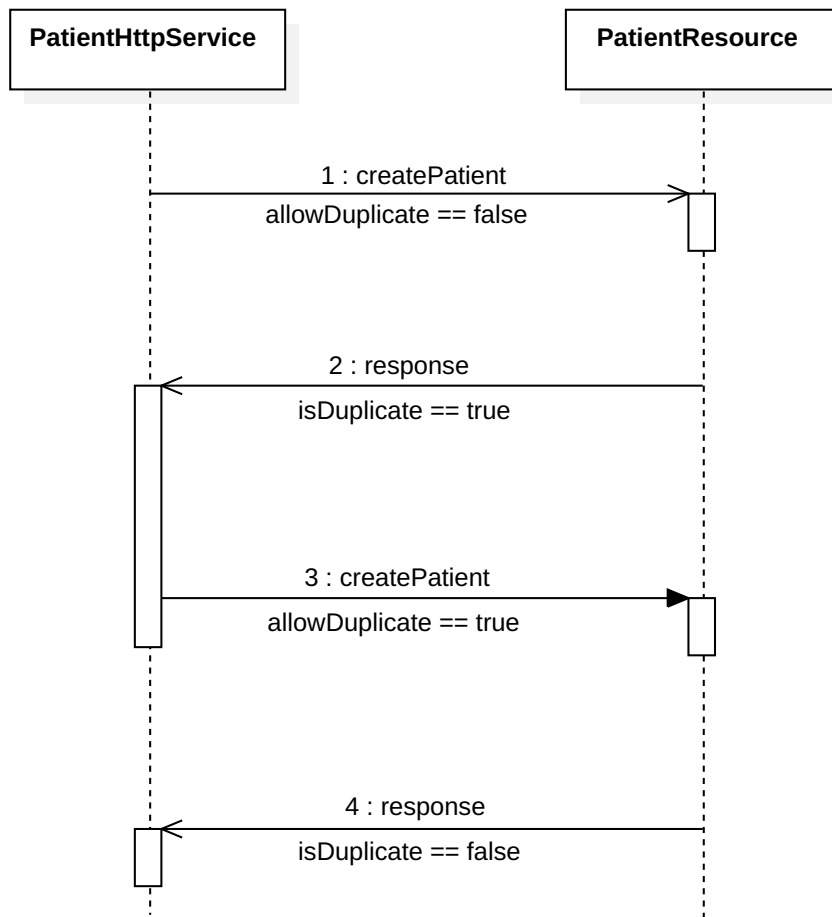 PatientHttpService
PatientResource
1 : createPatient
allowDuplicate == false
2 : response
isDuplicate == true
3 : createPatient
allowDuplicate == true
4 : response
isDuplicate == false